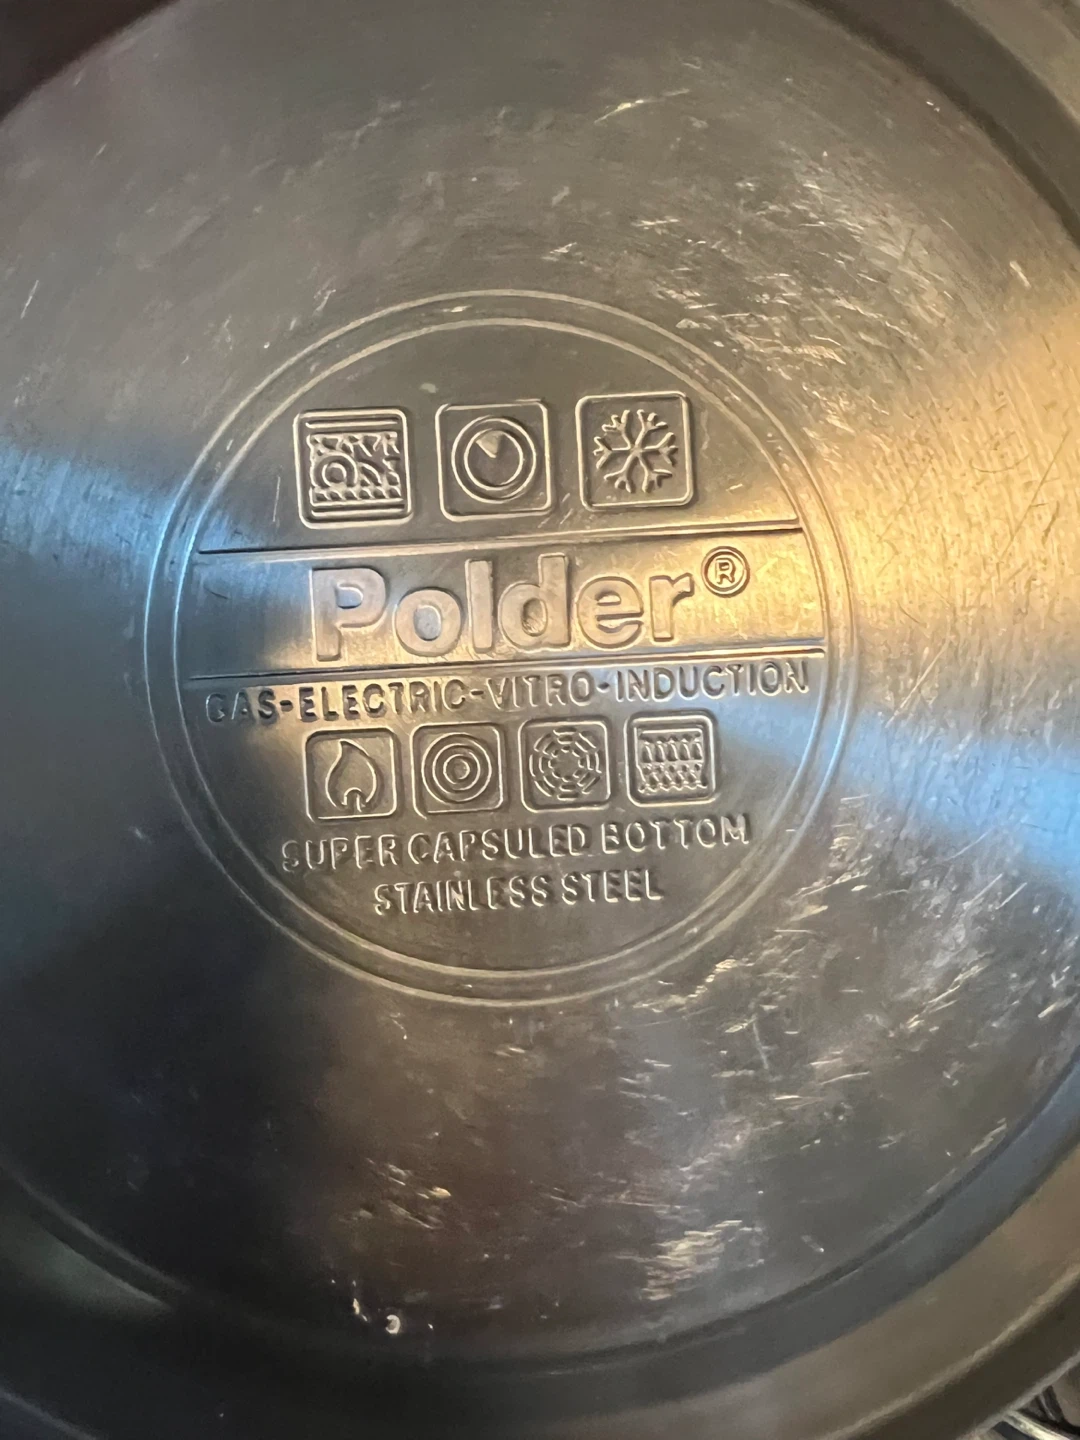 Polder®
GAS-ELECTRIC-VITRO-INDUCTION
SUPER CAPSULED BOTTOM
STAINLESS STEEL